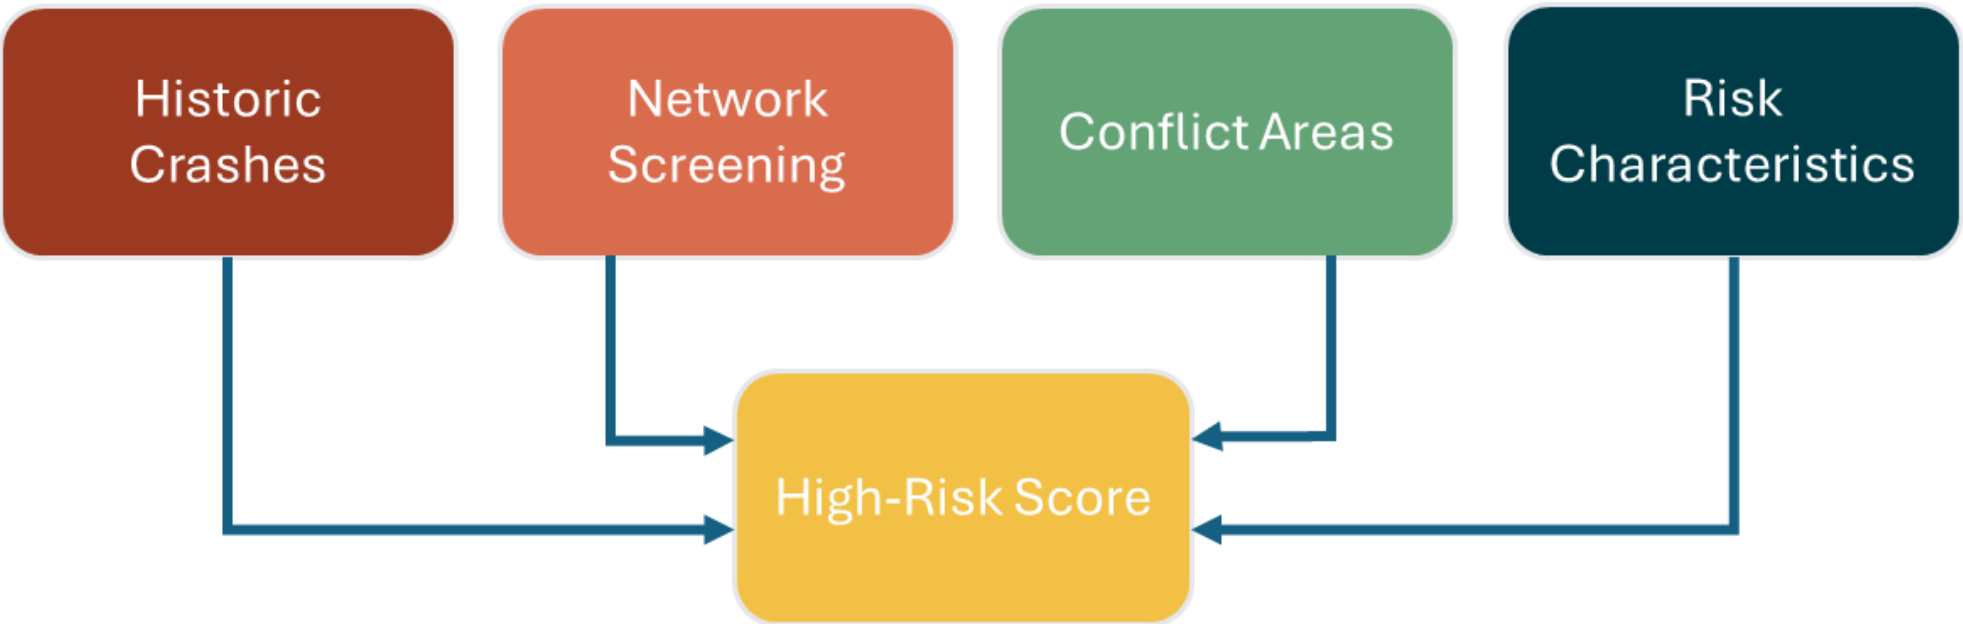 Historic
Crashes
Network
Screening
Conflict Areas
Risk
Characteristics
High-Risk Score